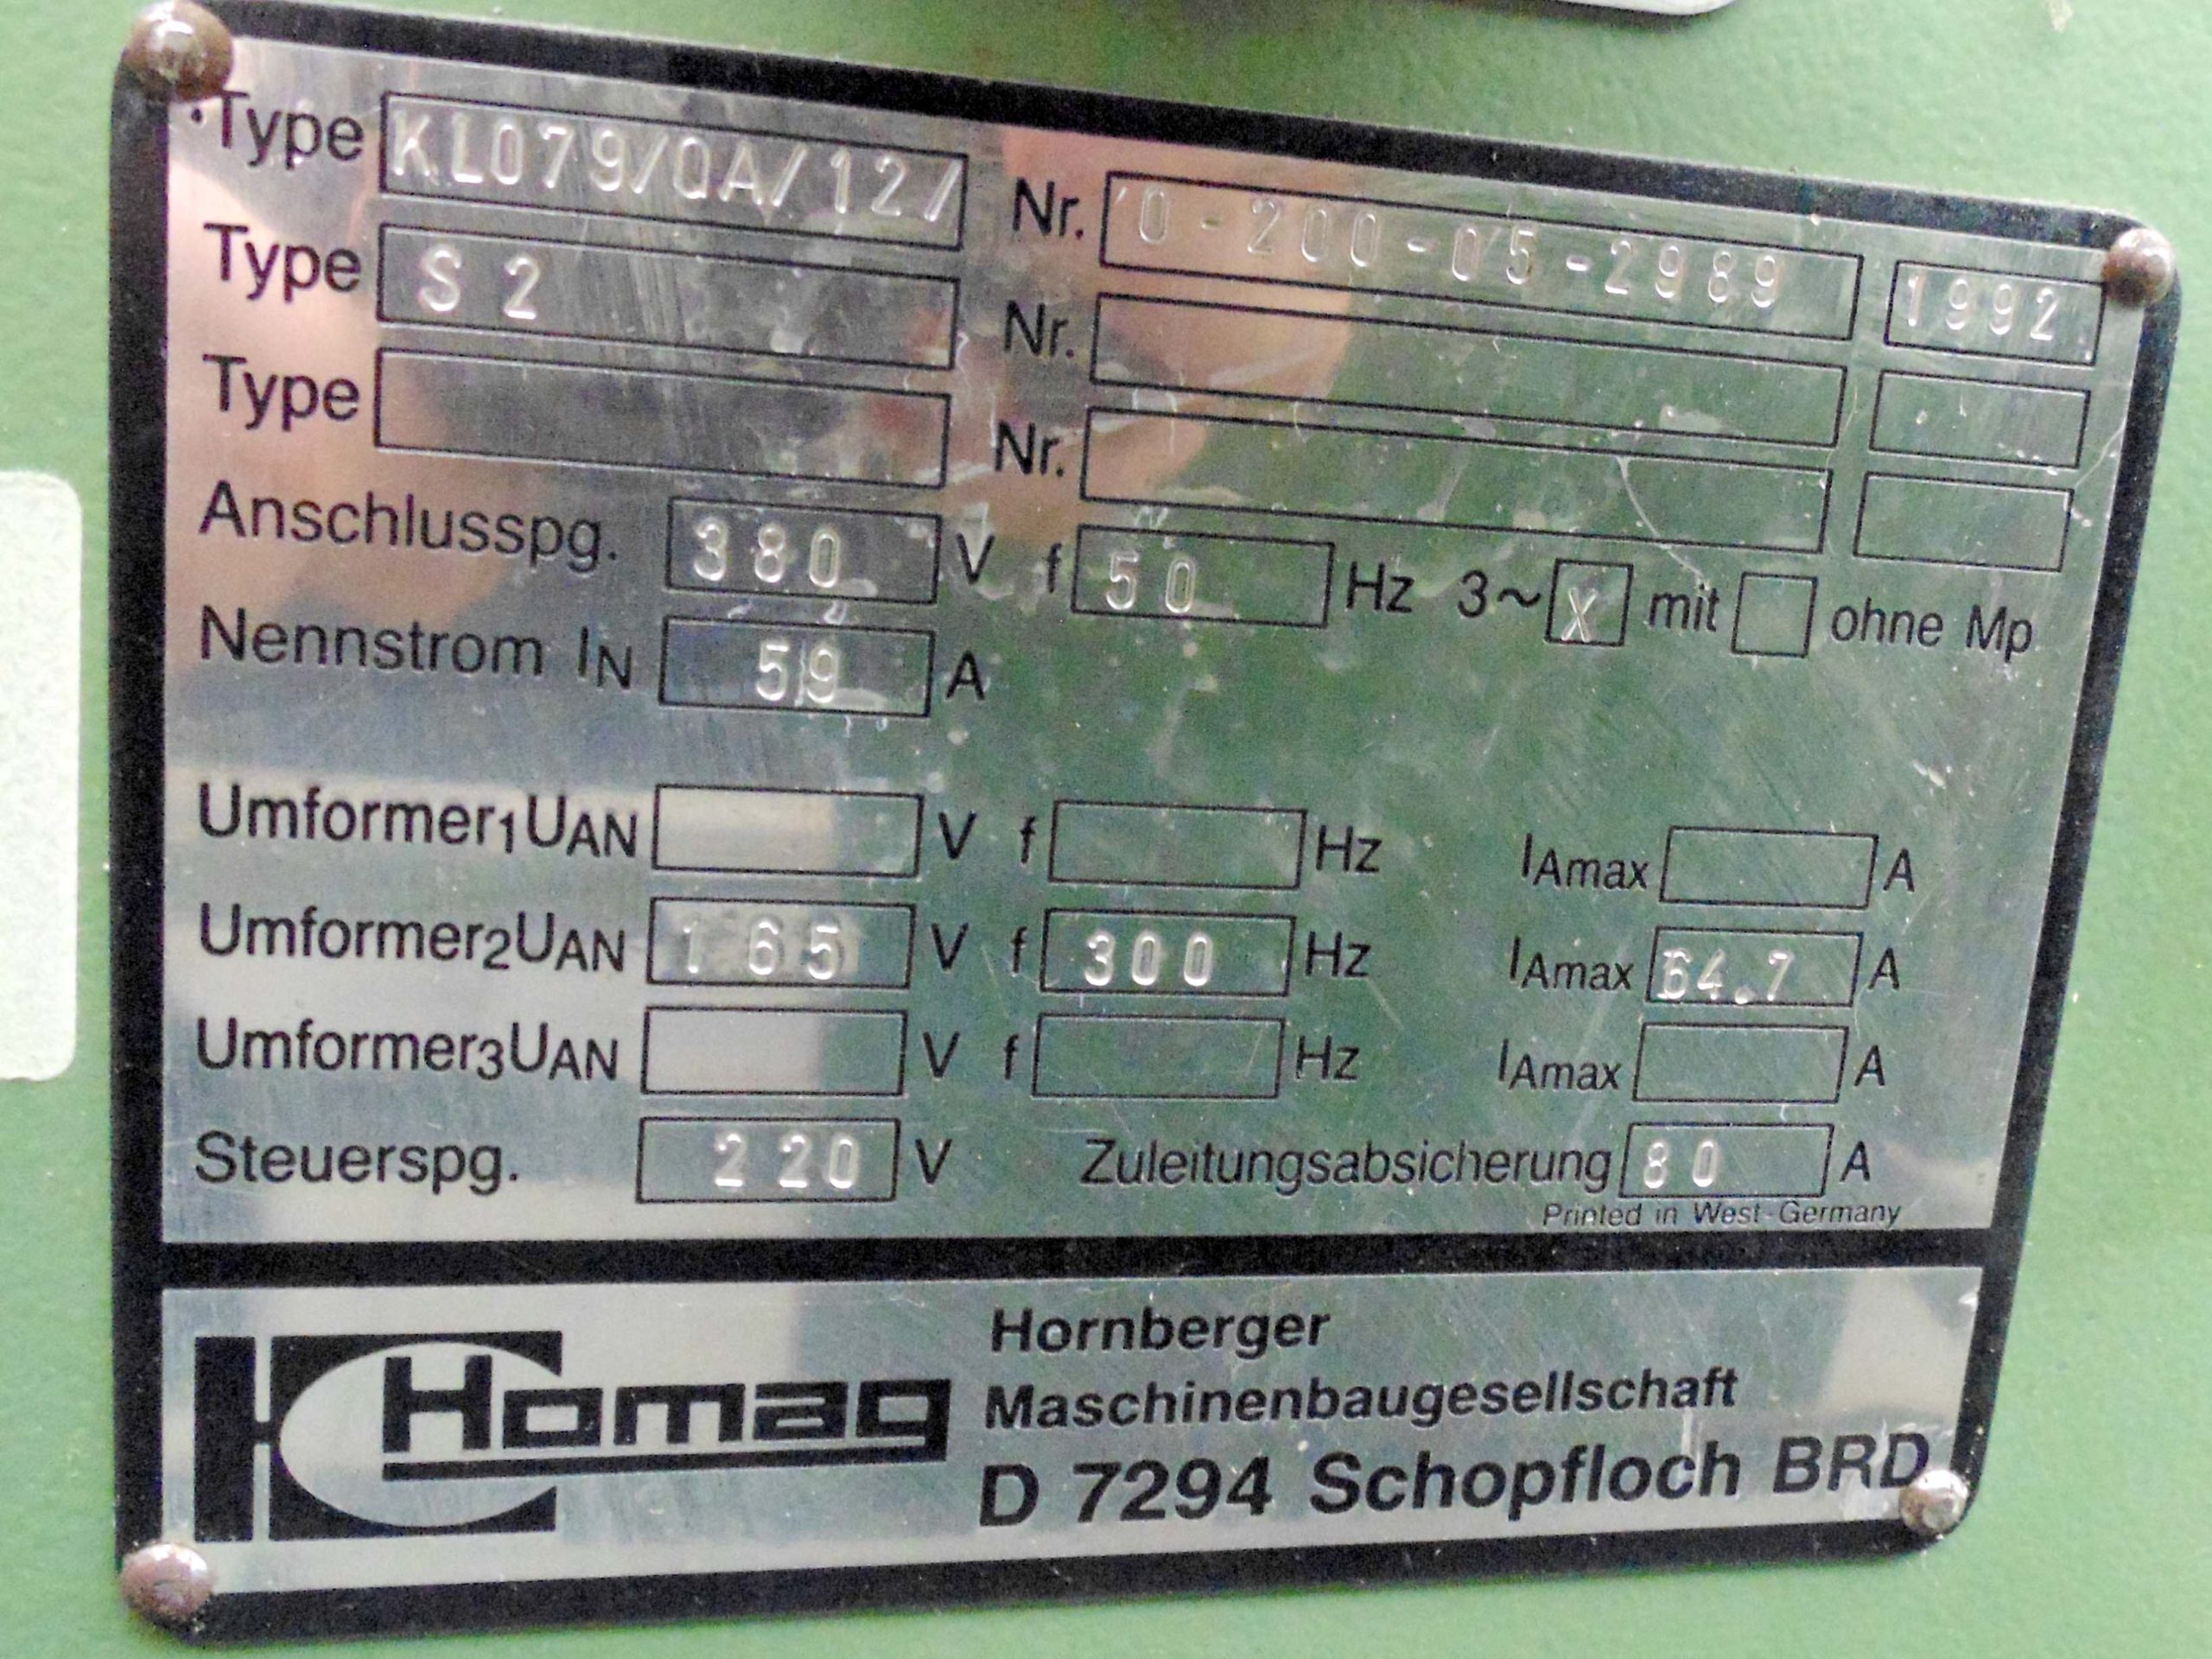 Type KL079/QA/12/ Nr. 0-200-05-2989 1992
Type S 2 Nr.
Type Nr.
Anschlusspg. 380 V f 50 Hz 3~ X mit ohne Mp
Nennstrom IN 59 A
Umformer1UAN V f Hz IAmax A
Umformer2UAN 165 V f 300 Hz IAmax 64.7 A
Umformer3UAN V f Hz IAmax A
Steuerspg. 220 V Zuleitungsabsicherung 80 A
Printed in West-Germany
Homag
Hornberger
Maschinenbaugesellschaft
D 7294 Schopfloch BRD